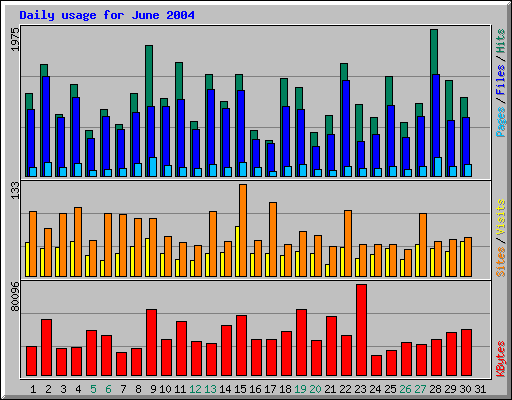 Daily usage for June 2004
1975
Pages / Files / Hits
133
Sites / Visits
80096
KBytes
1 2 3 4 5 6 7 8 9 10 11 12 13 14 15 16 17 18 19 20 21 22 23 24 25 26 27 28 29 30 31